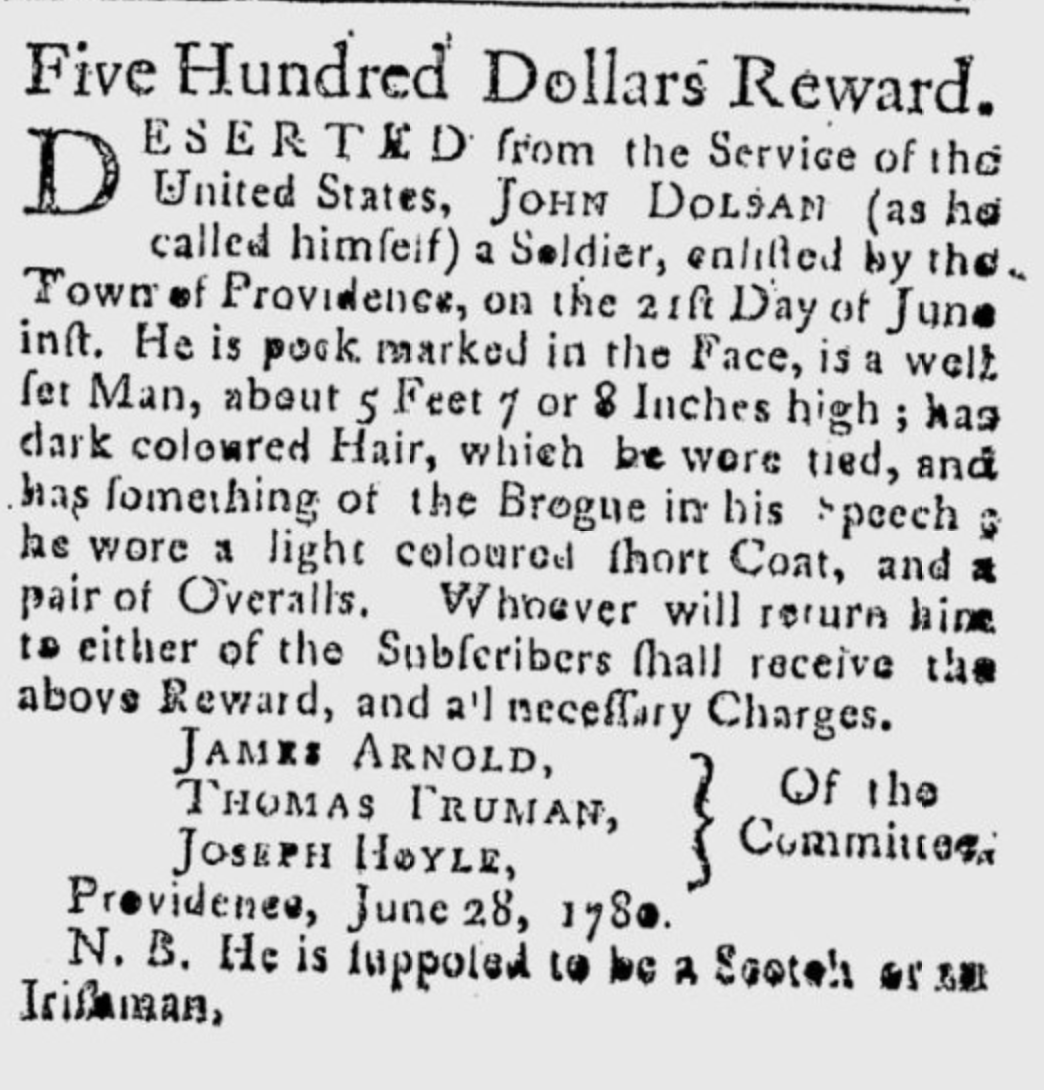 Five Hundred Dollars Reward.
DESERTED from the Service of the
United States, JOHN DOLSAN (as he
called himſelf) a Soldier, enliſted by the
Town of Providence, on the 21ſt Day of June
inſt. He is pock marked in the Face, is a well
ſet Man, about 5 Feet 7 or 8 Inches high ; has
dark coloured Hair, which he wore tied, and
has ſomething of the Brogue in his Speech ;
he wore a light coloured ſhort Coat, and a
pair of Overalls. Whoever will return him
to either of the Subſcribers ſhall receive the
above Reward, and all neceſſary Charges.
JAMES ARNOLD,
THOMAS TRUMAN,
JOSEPH HOYLE,
} Of the
Committee.
Providence, June 28, 1780.
N. B. He is ſuppoſed to be a Scotch or an
Iriſhman.